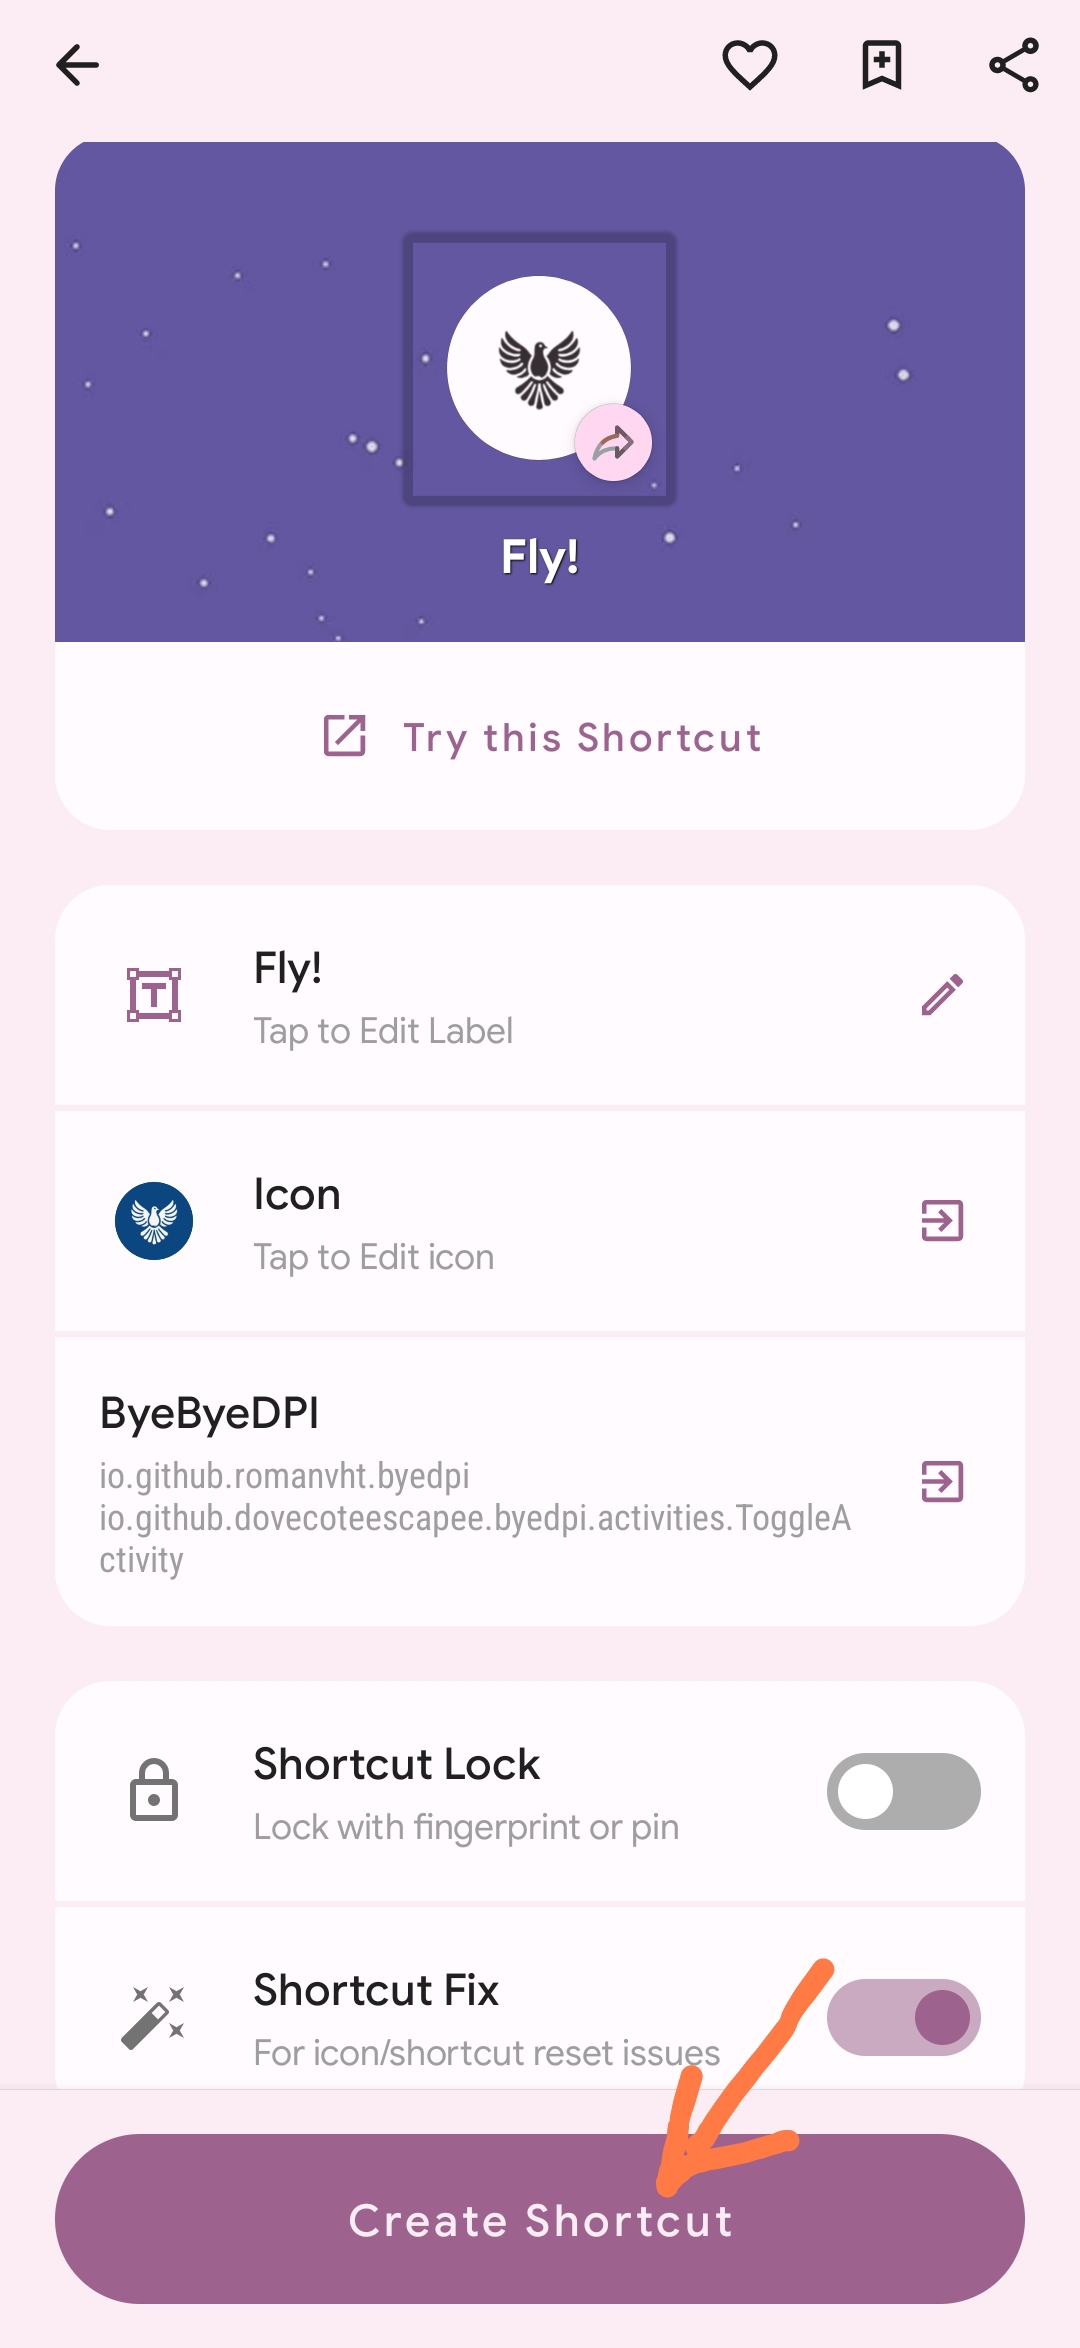 Fly!
Try this Shortcut
Fly!
Tap to Edit Label
Icon
Tap to Edit icon
ByeByeDPI
io.github.romanvht.byedpi
io.github.dovecoteescapee.byedpi.activities.ToggleA
ctivity
Shortcut Lock
Lock with fingerprint or pin
Shortcut Fix
For icon/shortcut reset issues
Create Shortcut